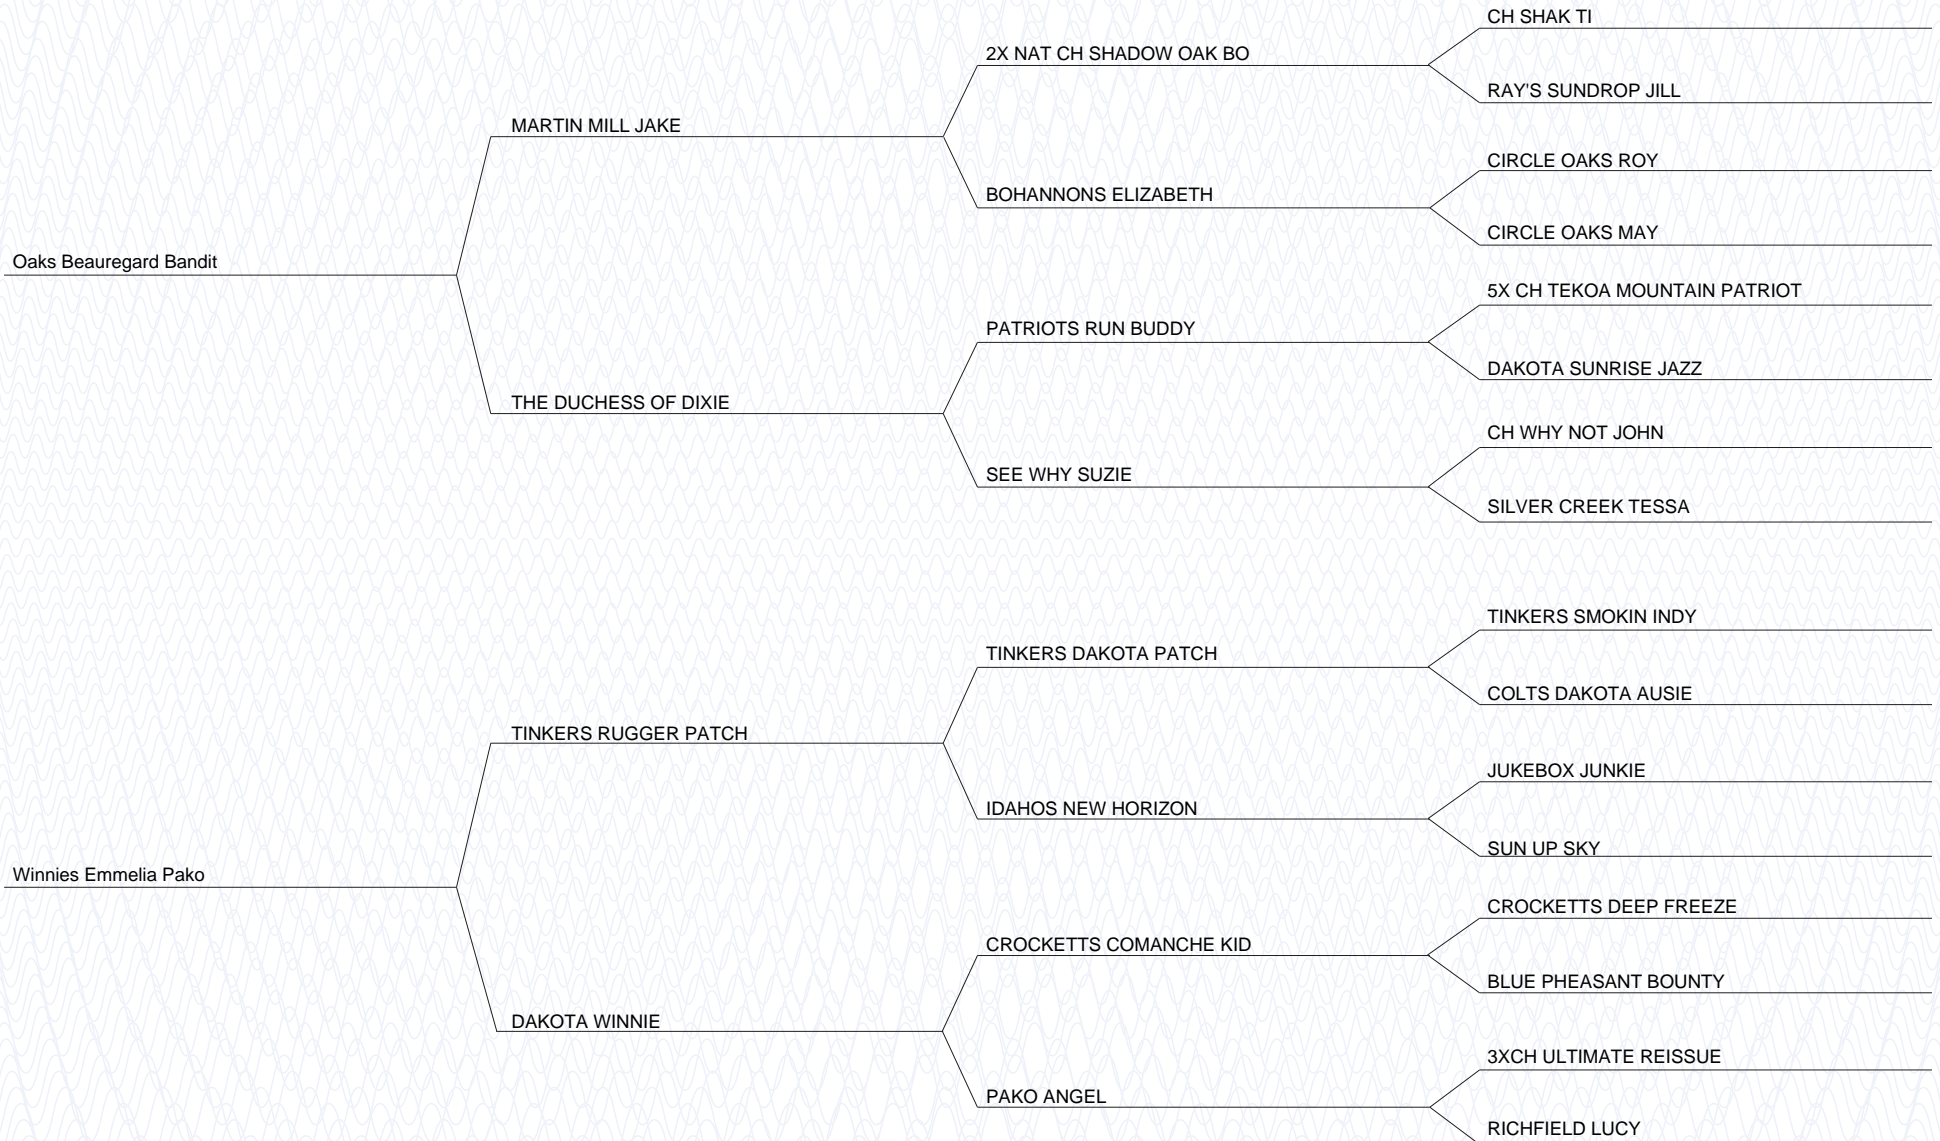 CH SHAK TI
2X NAT CH SHADOW OAK BO
RAY'S SUNDROP JILL
MARTIN MILL JAKE
CIRCLE OAKS ROY
BOHANNONS ELIZABETH
CIRCLE OAKS MAY
Oaks Beauregard Bandit
5X CH TEKOA MOUNTAIN PATRIOT
PATRIOTS RUN BUDDY
DAKOTA SUNRISE JAZZ
THE DUCHESS OF DIXIE
CH WHY NOT JOHN
SEE WHY SUZIE
SILVER CREEK TESSA
TINKERS SMOKIN INDY
TINKERS DAKOTA PATCH
COLTS DAKOTA AUSIE
TINKERS RUGGER PATCH
JUKEBOX JUNKIE
IDAHOS NEW HORIZON
SUN UP SKY
Winnies Emmelia Pako
CROCKETTS DEEP FREEZE
CROCKETTS COMANCHE KID
BLUE PHEASANT BOUNTY
DAKOTA WINNIE
3XCH ULTIMATE REISSUE
PAKO ANGEL
RICHFIELD LUCY